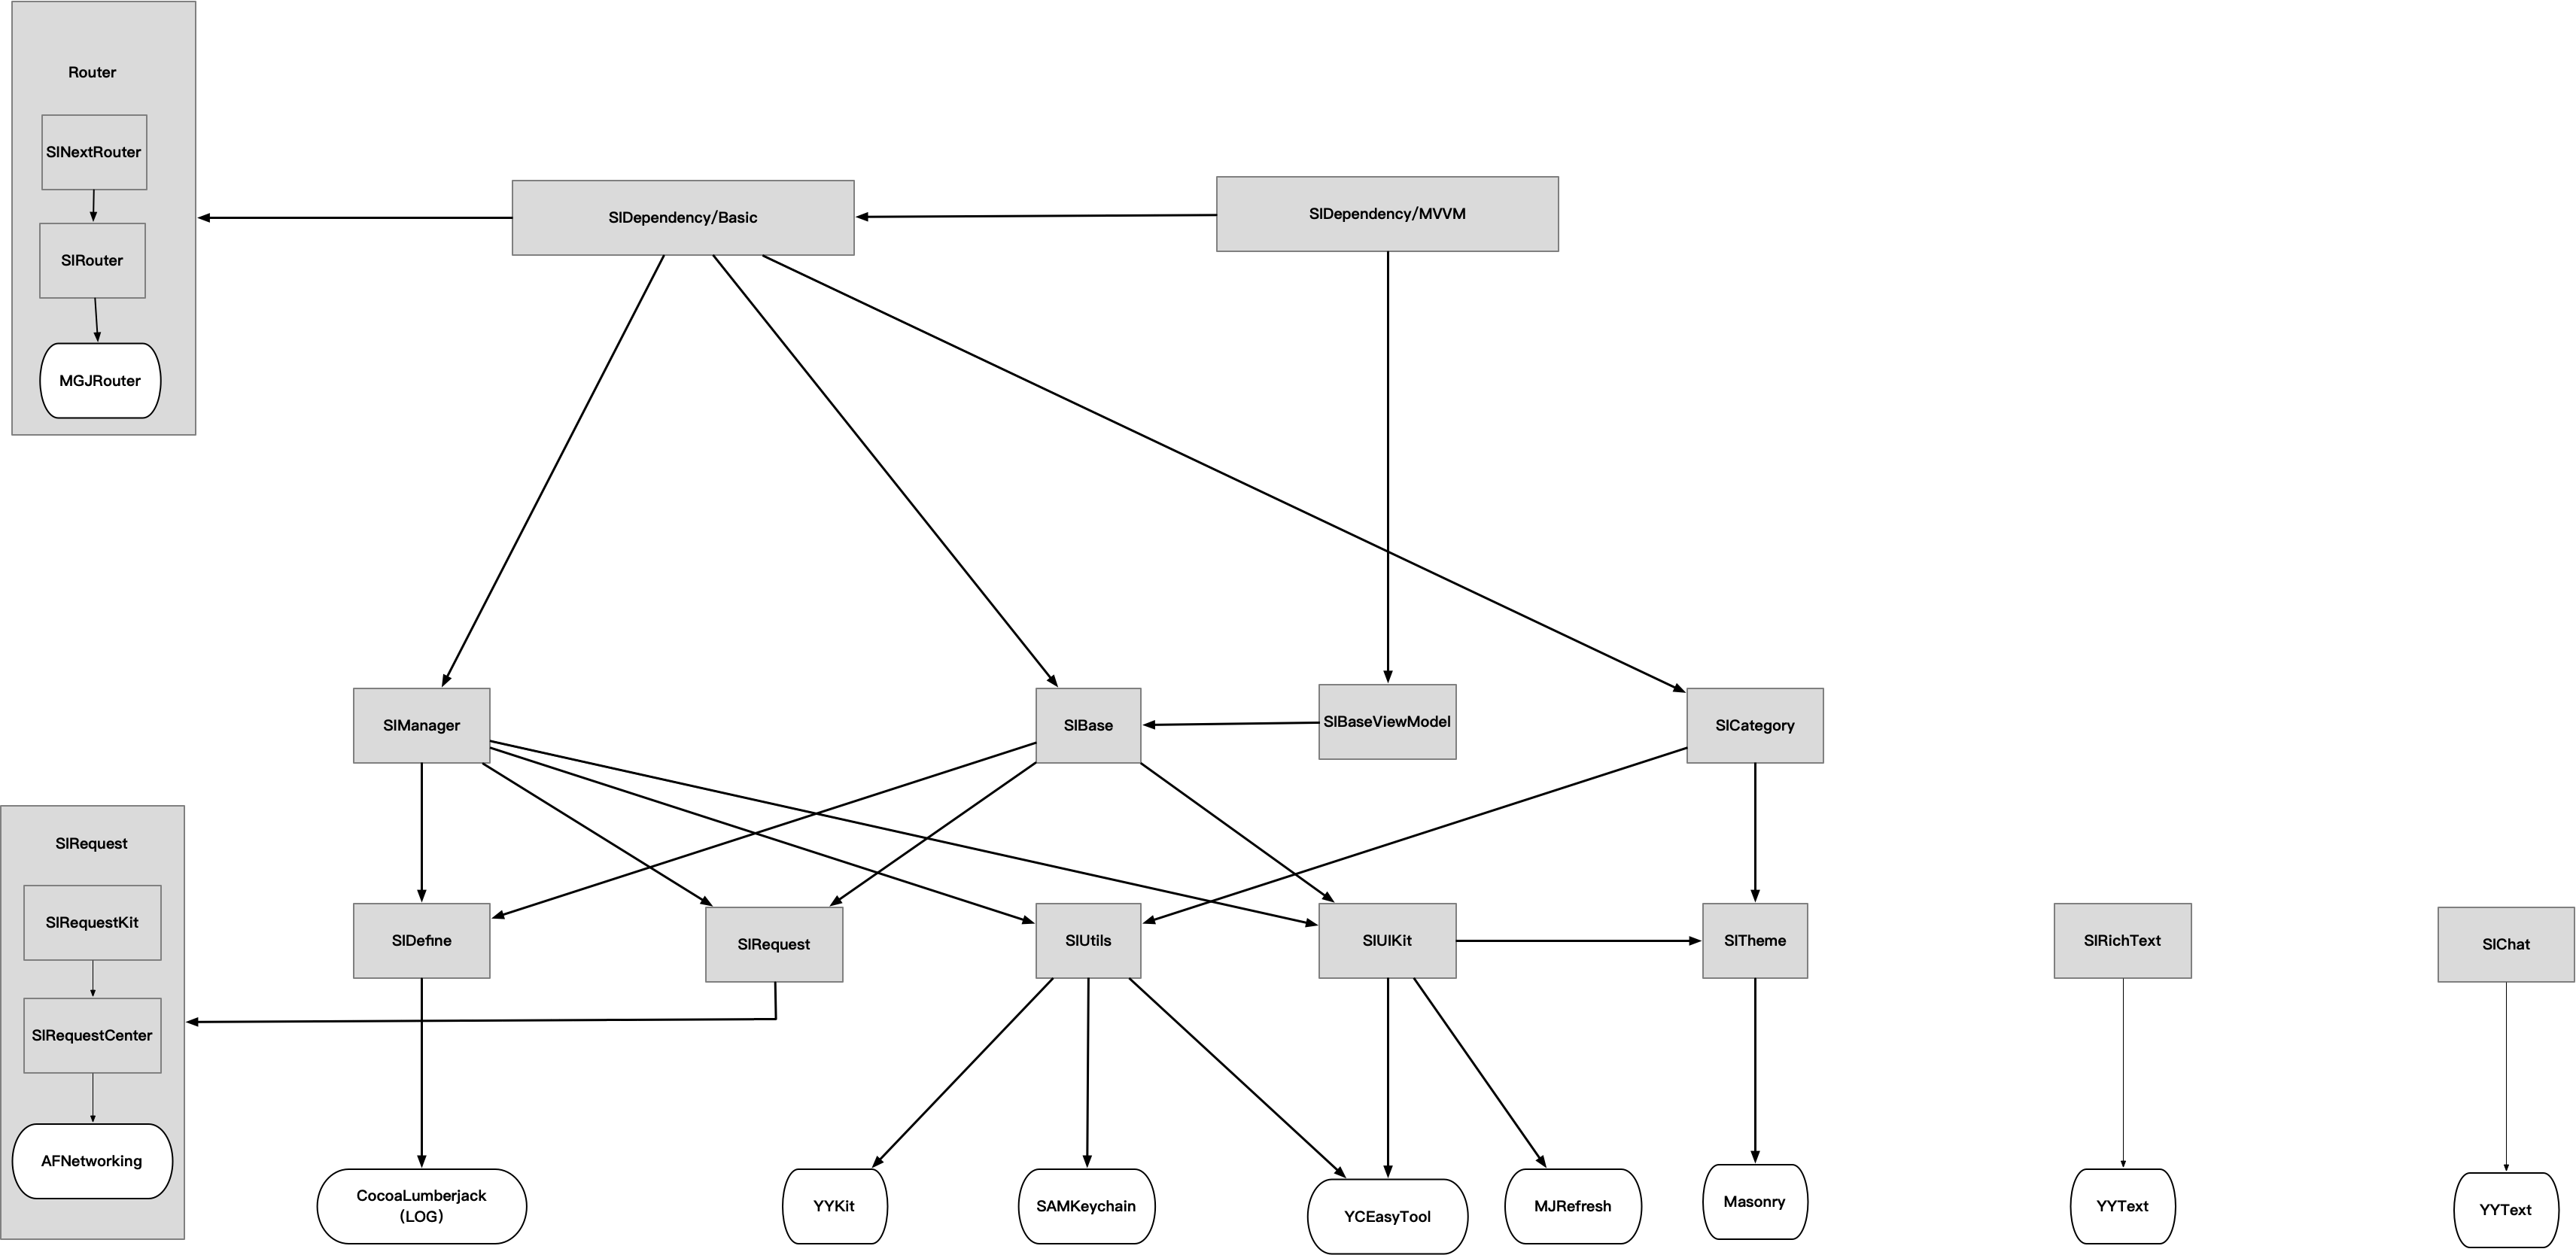 Router
SINextRouter
SIRouter
MGJRouter
SIDependency/Basic
SIDependency/MVVM
SIManager
SIBase
SIBaseViewModel
SICategory
SIRequest
SIRequestKit
SIRequestCenter
AFNetworking
SIDefine
SIRequest
SIUtils
SIUIKit
SITheme
SIRichText
SIChat
CocoaLumberjack
(LOG)
YYKit
SAMKeychain
YCEasyTool
MJRefresh
Masonry
YYText
YYText